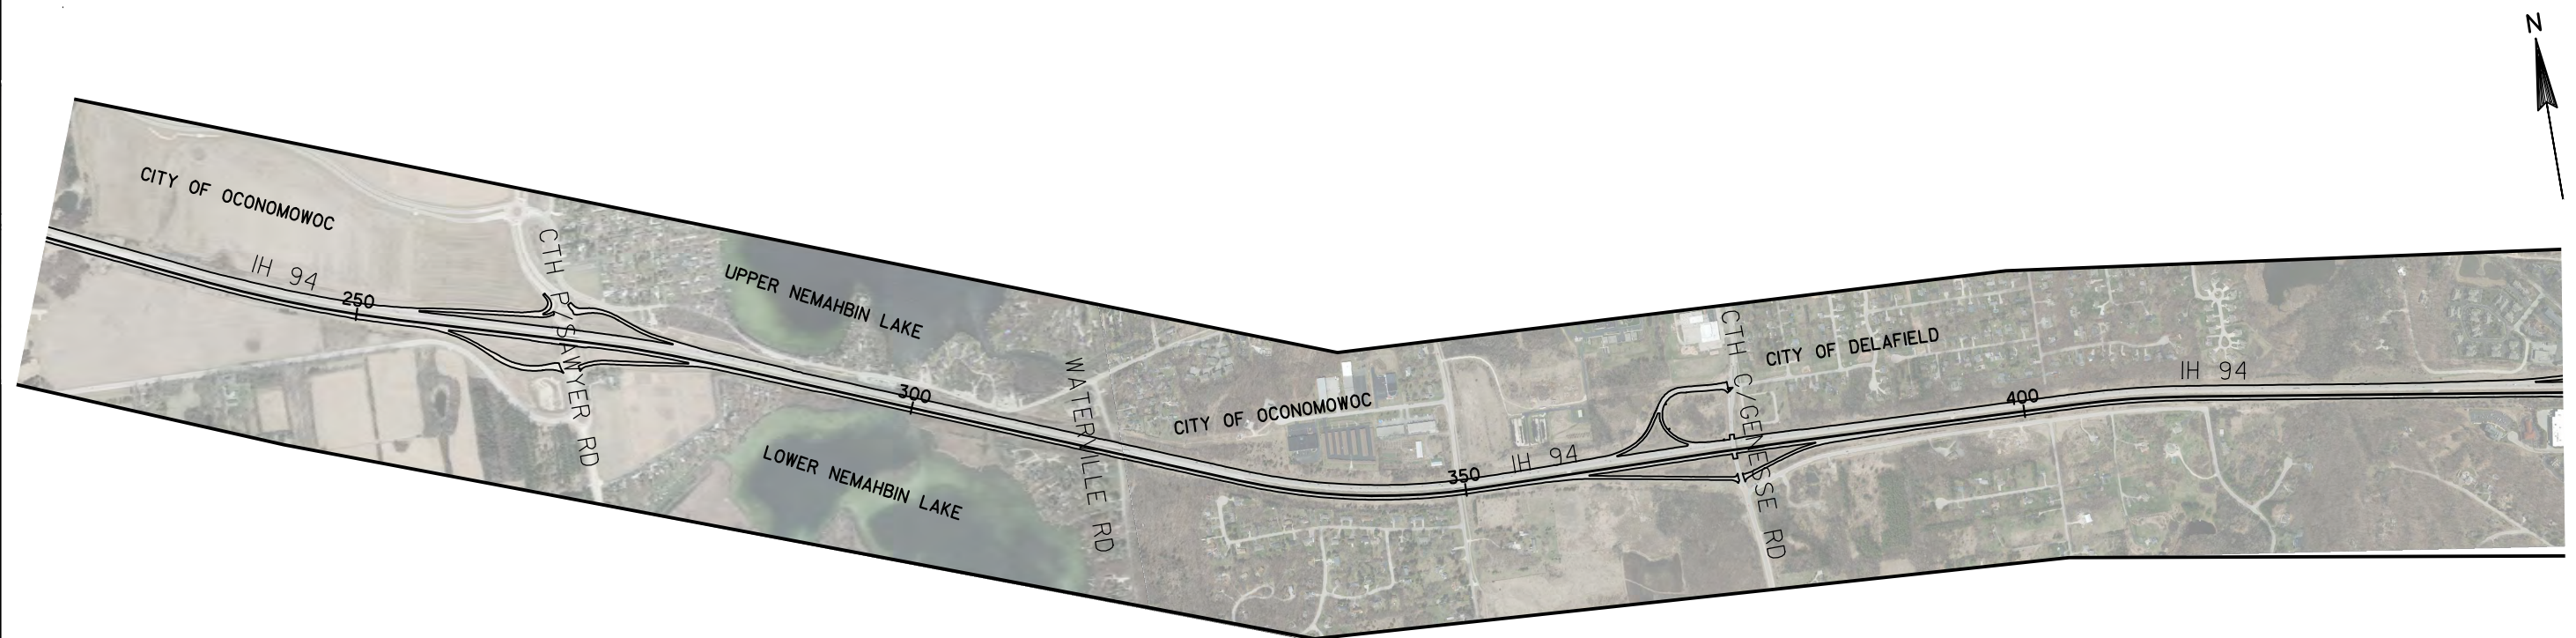 N
CITY OF OCONOMOWOC
IH 94
250
CTH P/SAWYER RD
UPPER NEMAHBIN LAKE
300
LOWER NEMAHBIN LAKE
WATERVILLE RD
CITY OF OCONOMOWOC
350
IH 94
CTH C/GENERSE RD
CITY OF DELAFIELD
400
IH 94